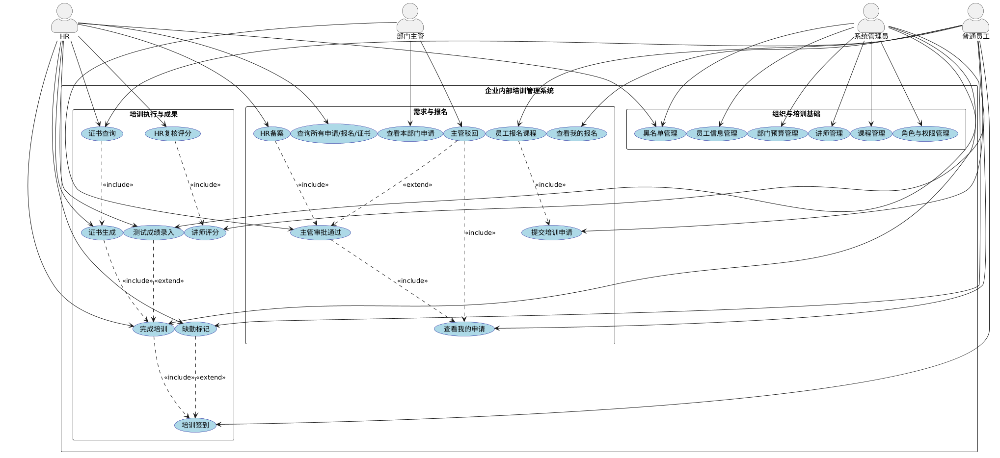 HR
部门主管
系统管理员
普通员工
企业内部培训管理系统
培训执行与成果
需求与报名
组织与培训基础
证书查询
HR复核评分
HR备案
查询所有申请/报名/证书
查看本部门申请
主管驳回
员工报名课程
查看我的报名
黑名单管理
员工信息管理
部门预算管理
讲师管理
课程管理
角色与权限管理
«include»
«include»
«include»
«extend»
«include»
证书生成
测试成绩录入
讲师评分
主管审批通过
«include»
提交培训申请
«include»
«extend»
«include»
完成培训
缺勤标记
查看我的申请
«include»
«extend»
培训签到